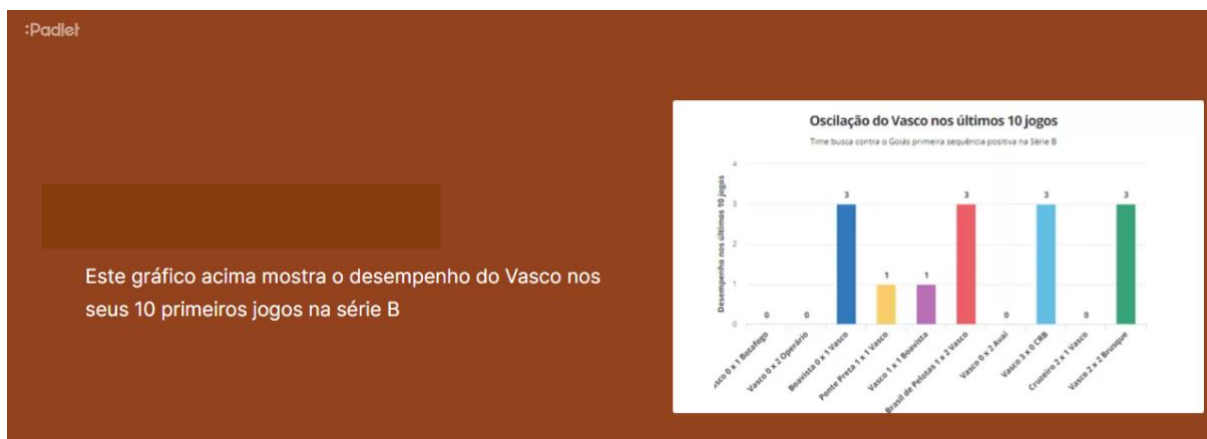 :Padlet
Este gráfico acima mostra o desempenho do Vasco nos
seus 10 primeiros jogos na série B
Oscilação do Vasco nos últimos 10 jogos
Time busca contra o Goiás primeira sequência positiva na Série B
Desempenho nos últimos 10 jogos
4
3
2
1
0
0
0
3
1
1
3
0
3
0
3
0 x 1 Botafogo
Vasco 0 x 2 Operário
Boavista 0 x 1 Vasco
Ponte Preta 1 x 1 Vasco
Vasco 1 x 1 Boavista
Brasil de Pelotas 1 x 2 Vasco
Vasco 0 x 2 Avaí
Vasco 3 x 0 CRB
Cruzeiro 2 x 1 Vasco
Vasco 2 x 2 Brusque